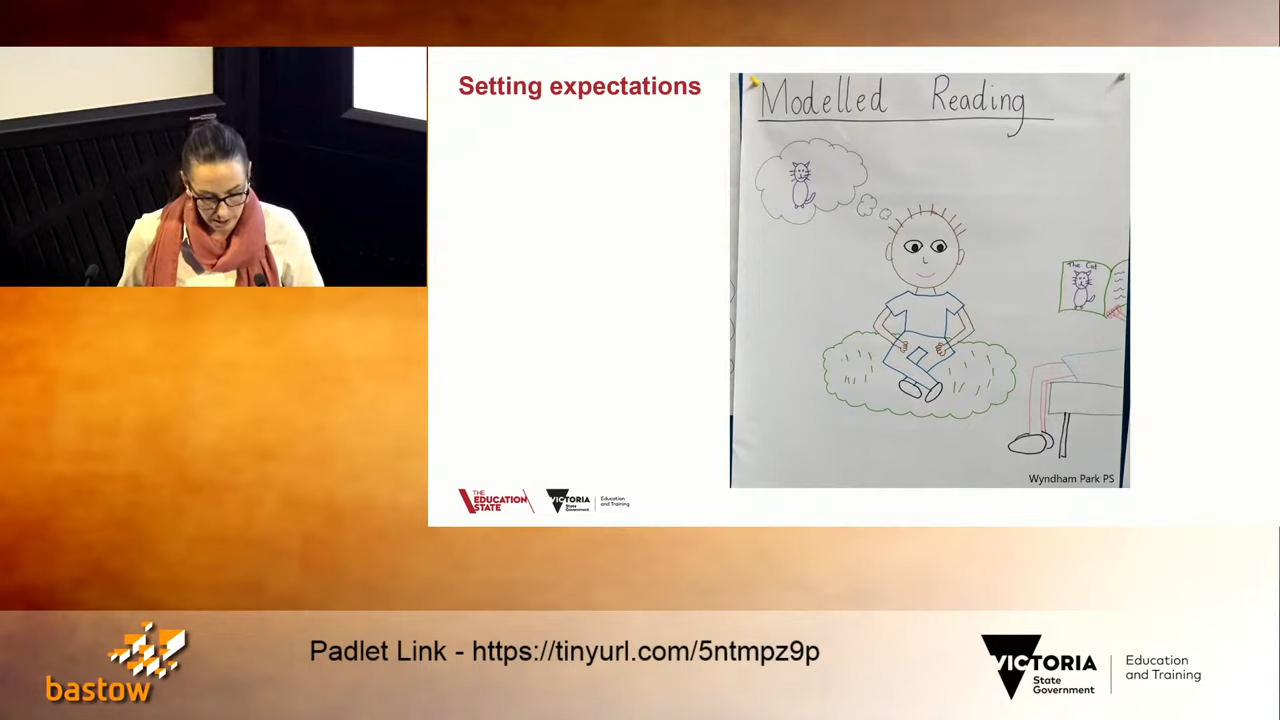 Setting expectations
Modelled Reading
The Cat
Wyndham Park PS
THE
EDUCATION
STATE
VICTORIA
State
Government
Education
and Training
bastow
Padlet Link - https://tinyurl.com/5ntmpz9p
VICTORIA
State
Government
Education
and Training